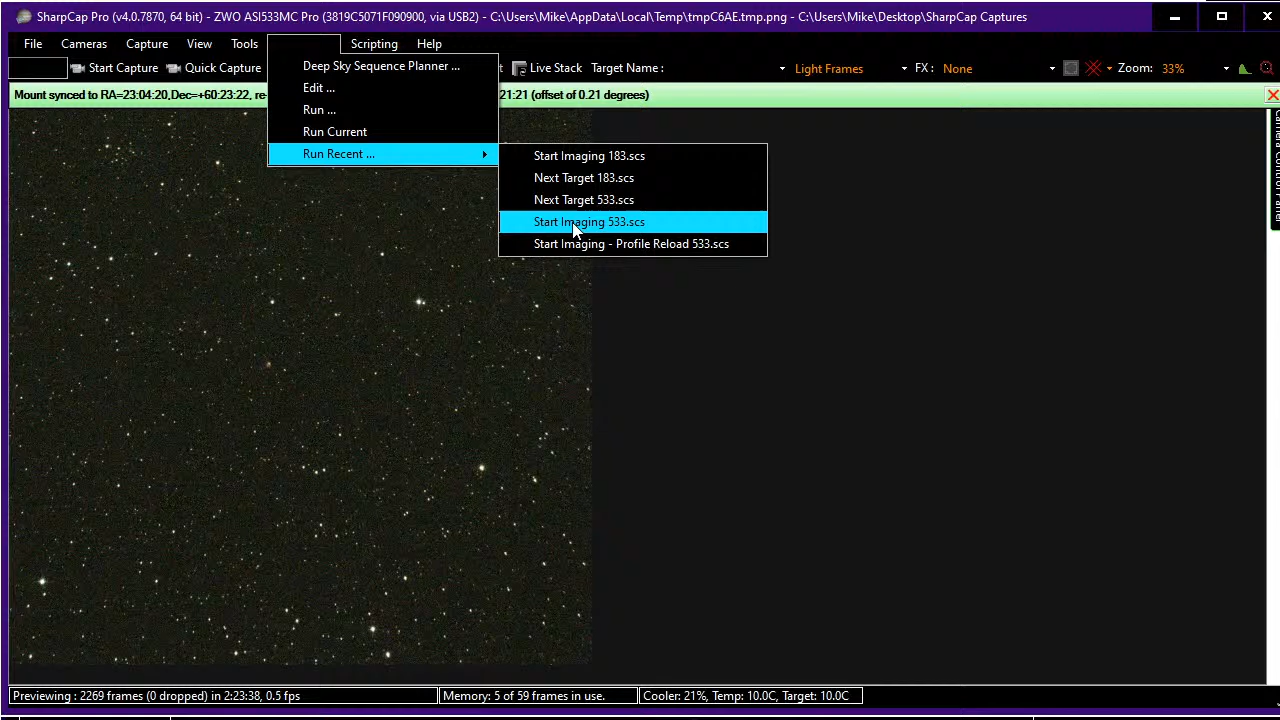 SharpCap Pro (v4.0.7870, 64 bit) - ZWO ASI533MC Pro (3819C5071F090900, via USB2) - C:\Users\Mike\AppData\Local\Temp\tmpC6AE.tmp.png - C:\Users\Mike\Desktop\SharpCap Captures
File Cameras Capture View Tools Scripting Help
Start Capture Quick Capture Live Stack Target Name : Light Frames FX : None Zoom: 33%
Mount synced to RA=23:04:20,Dec=+60:23:22, re 21:21 (offset of 0.21 degrees)
Deep Sky Sequence Planner ...
Edit ...
Run ...
Run Current
Run Recent ...
Start Imaging 183.scs
Next Target 183.scs
Next Target 533.scs
Start Imaging 533.scs
Start Imaging - Profile Reload 533.scs
Previewing : 2269 frames (0 dropped) in 2:23:38, 0.5 fps
Memory: 5 of 59 frames in use.
Cooler: 21%, Temp: 10.0C, Target: 10.0C